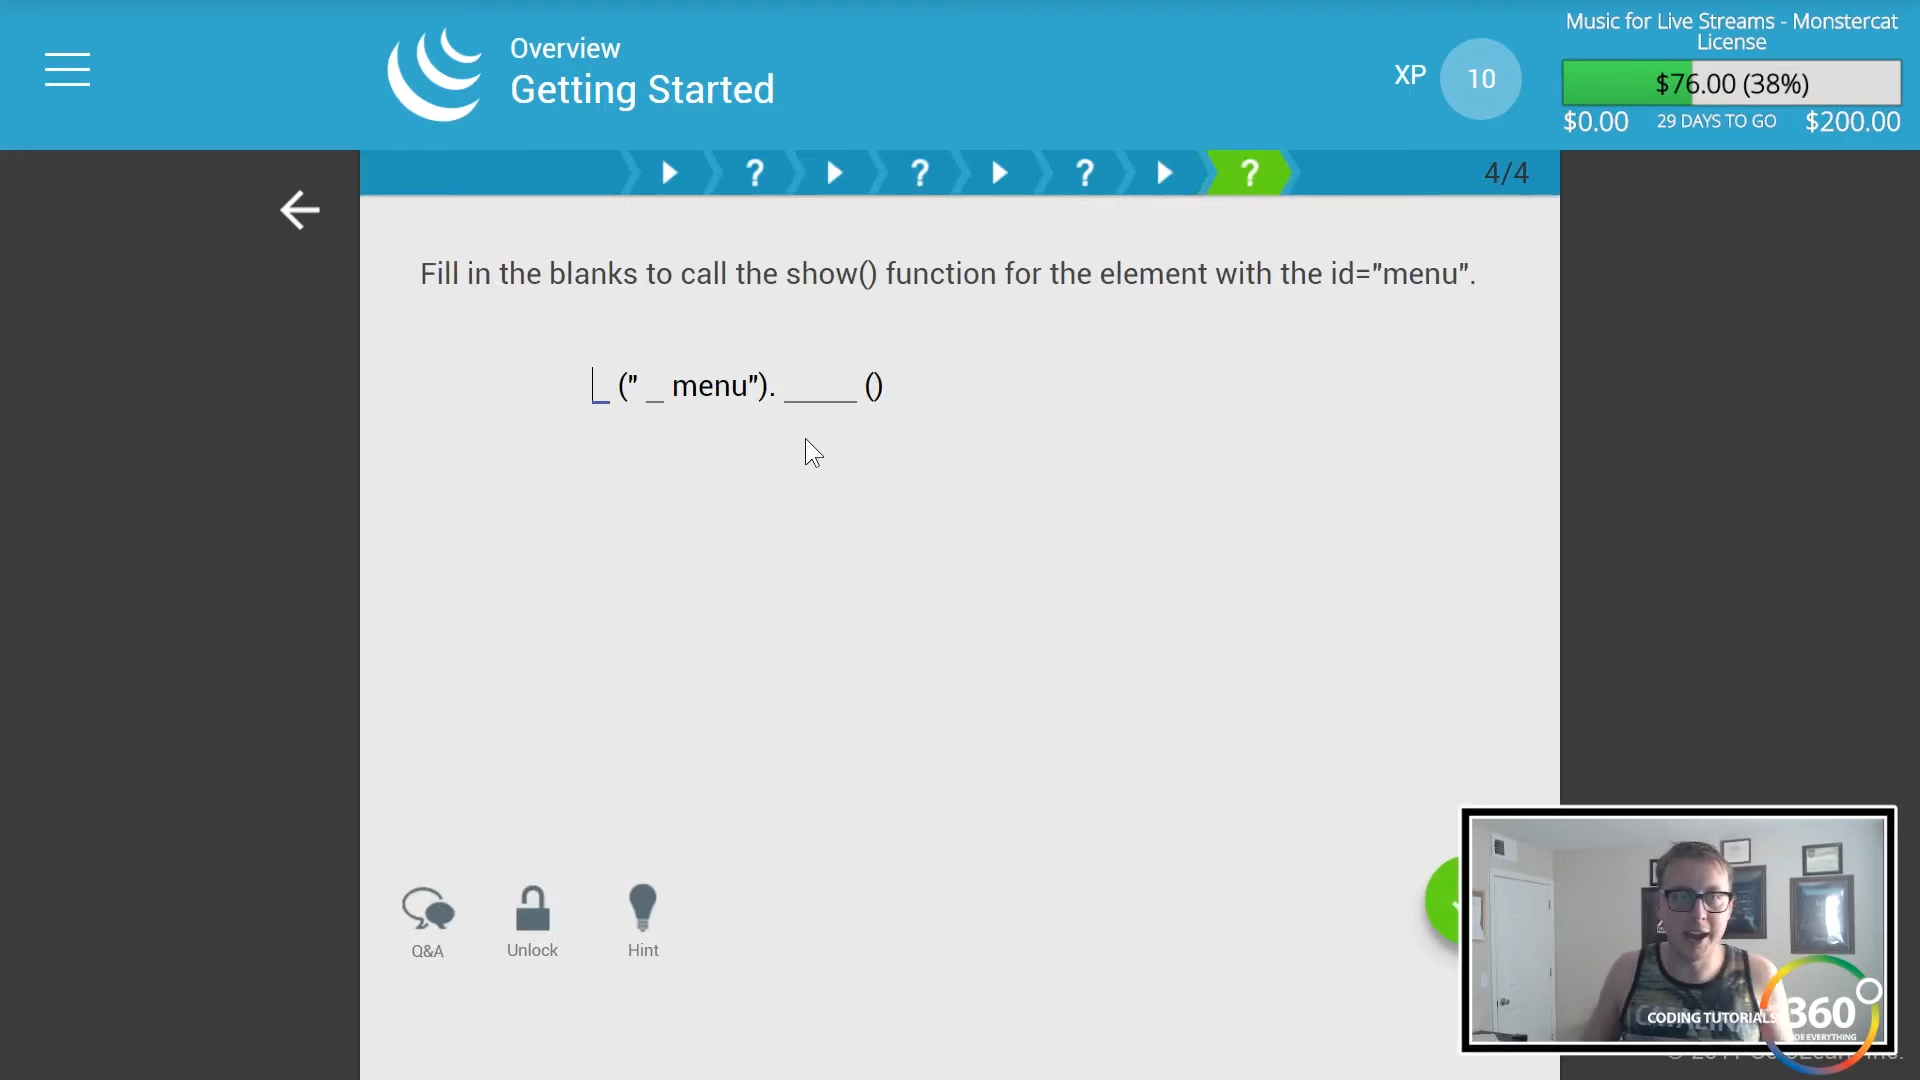 Overview
Getting Started
XP 10
Music for Live Streams - Monstercat
License
$76.00 (38%)
$0.00 29 DAYS TO GO $200.00
? ? ? ? 4/4
Fill in the blanks to call the show() function for the element with the id="menu".
_ (" _ menu"). _____ ()
Q&A Unlock Hint
CODING TUTORIALS 360